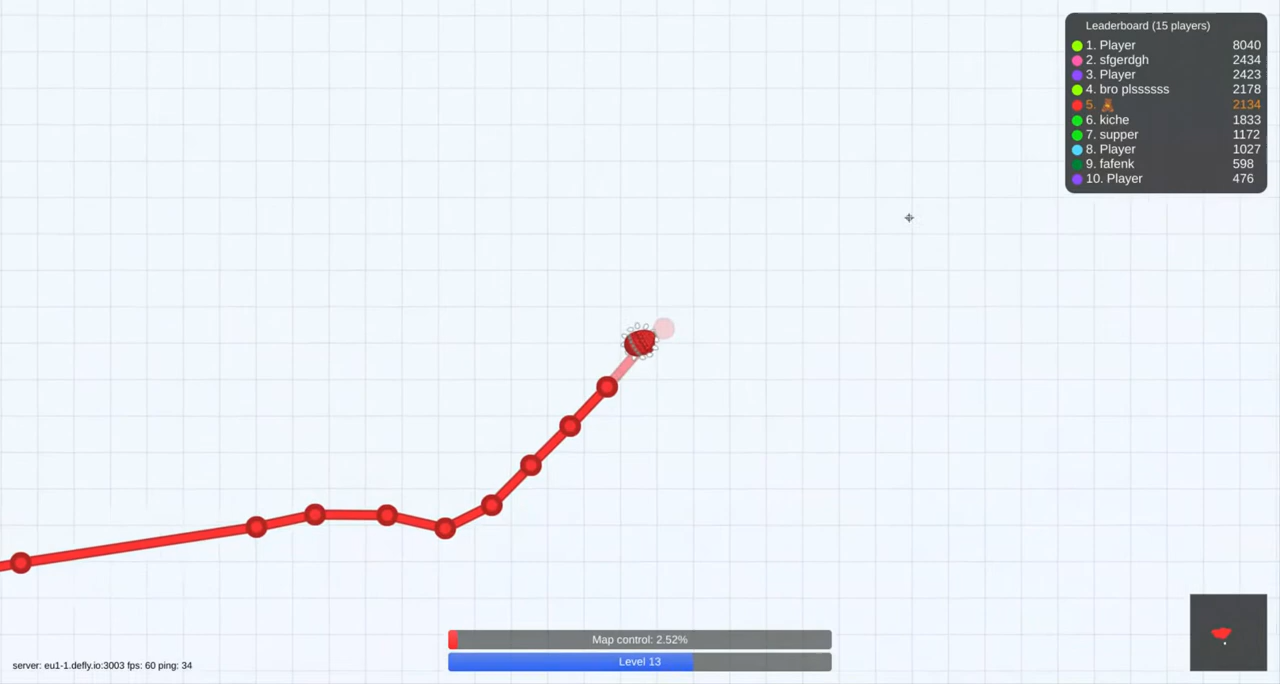 Leaderboard (15 players)
1. Player 8040
2. sfgerdgh 2434
3. Player 2423
4. bro plssssss 2178
5. 🧸 2134
6. kiche 1833
7. supper 1172
8. Player 1027
9. fafenk 598
10. Player 476
Map control: 2.52%
Level 13
server: eu1-1.defly.io:3003 fps: 60 ping: 34